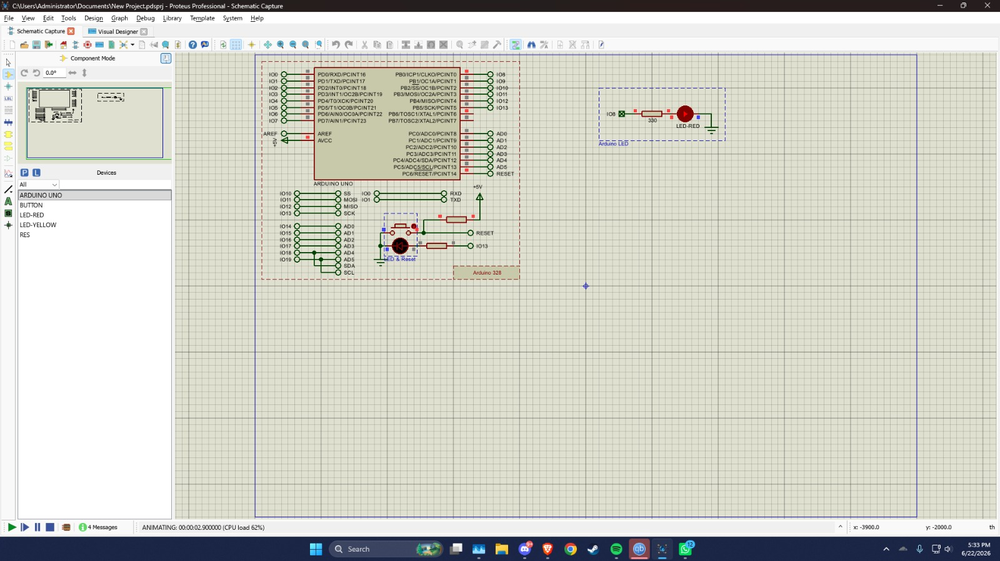 C:\Users\Administrator\Documents\New Project.pdsprj - Proteus Professional - Schematic Capture
File View Edit Tools Design Graph Debug Library Template System Help
Schematic Capture Visual Designer
Component Mode
0.0°
LBL
P L Devices
All
ARDUINO UNO
BUTTON
LED-RED
LED-YELLOW
RES
A
S
IO0 PD0/RXD/PCINT16 PB0/ICP1/CLKO/PCINT0 IO8
IO1 PD1/TXD/PCINT17 PB1/OC1A/PCINT1 IO9
IO2 PD2/INT0/PCINT18 PB2/SS/OC1B/PCINT2 IO10
IO3 PD3/INT1/OC2B/PCINT19 PB3/MOSI/OC2A/PCINT3 IO11
IO4 PD4/T0/XCK/PCINT20 PB4/MISO/PCINT4 IO12
IO5 PD5/T1/OC0B/PCINT21 PB5/SCK/PCINT5 IO13
IO6 PD6/AIN0/OC0A/PCINT22 PB6/TOSC1/XTAL1/PCINT6
IO7 PD7/AIN1/PCINT23 PB7/TOSC2/XTAL2/PCINT7
AREF AREF PC0/ADC0/PCINT8 AD0
+5V AVCC PC1/ADC1/PCINT9 AD1
PC2/ADC2/PCINT10 AD2
PC3/ADC3/PCINT11 AD3
PC4/ADC4/SDA/PCINT12 AD4
PC5/ADC5/SCL/PCINT13 AD5
PC6/RESET/PCINT14 RESET
ARDUINO UNO
+5V
IO10 SS IO0 RXD
IO11 MOSI IO1 TXD
IO12 MISO
IO13 SCK
IO14 AD0
IO15 AD1 RESET
IO16 AD2
IO17 AD3 IO13
IO18 AD4
IO19 AD5 LED & Reset
SDA
SCL
Arduino 328
IO8
330
LED-RED
Arduino LED
4 Messages ANIMATING: 00:00:02.900000 (CPU load 62%) x: -3900.0 y: -2000.0 th
Search 9+ qb 12
5:33 PM
6/22/2026